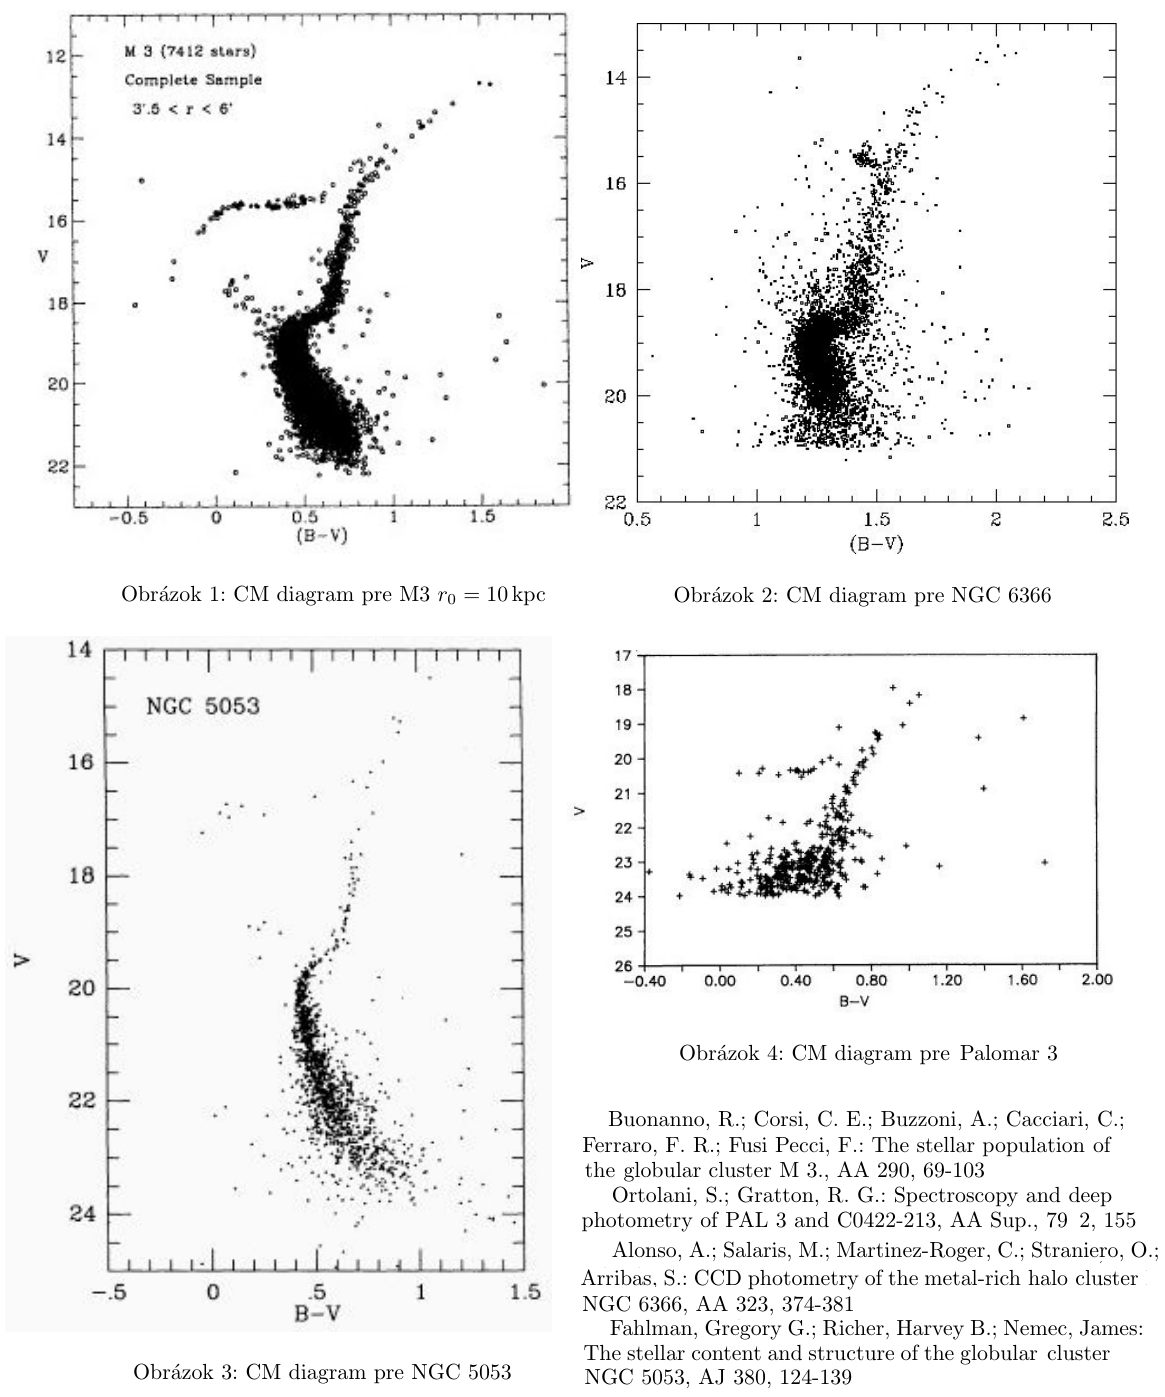 M 3 (7412 stars)
Complete Sample
3'.5 < r < 6'
12
14
16
18
20
22
V
−0.5 0 0.5 1 1.5
(B−V)
Obrázok 1: CM diagram pre M3 r0 = 10 kpc
14
16
18
20
22
V
0.5 1 1.5 2 2.5
(B−V)
Obrázok 2: CM diagram pre NGC 6366
NGC 5053
14
16
18
20
22
24
V
−.5 0 .5 1 1.5
B−V
Obrázok 3: CM diagram pre NGC 5053
17
18
19
20
21
22
23
24
25
26
V
−0.40 0.00 0.40 0.80 1.20 1.60 2.00
B−V
Obrázok 4: CM diagram pre Palomar 3
Buonanno, R.; Corsi, C. E.; Buzzoni, A.; Cacciari, C.;
Ferraro, F. R.; Fusi Pecci, F.: The stellar population of
the globular cluster M 3., AA 290, 69-103
Ortolani, S.; Gratton, R. G.: Spectroscopy and deep
photometry of PAL 3 and C0422-213, AA Sup., 79 2, 155
Alonso, A.; Salaris, M.; Martinez-Roger, C.; Straniero, O.;
Arribas, S.: CCD photometry of the metal-rich halo cluster
NGC 6366, AA 323, 374-381
Fahlman, Gregory G.; Richer, Harvey B.; Nemec, James:
The stellar content and structure of the globular cluster
NGC 5053, AJ 380, 124-139